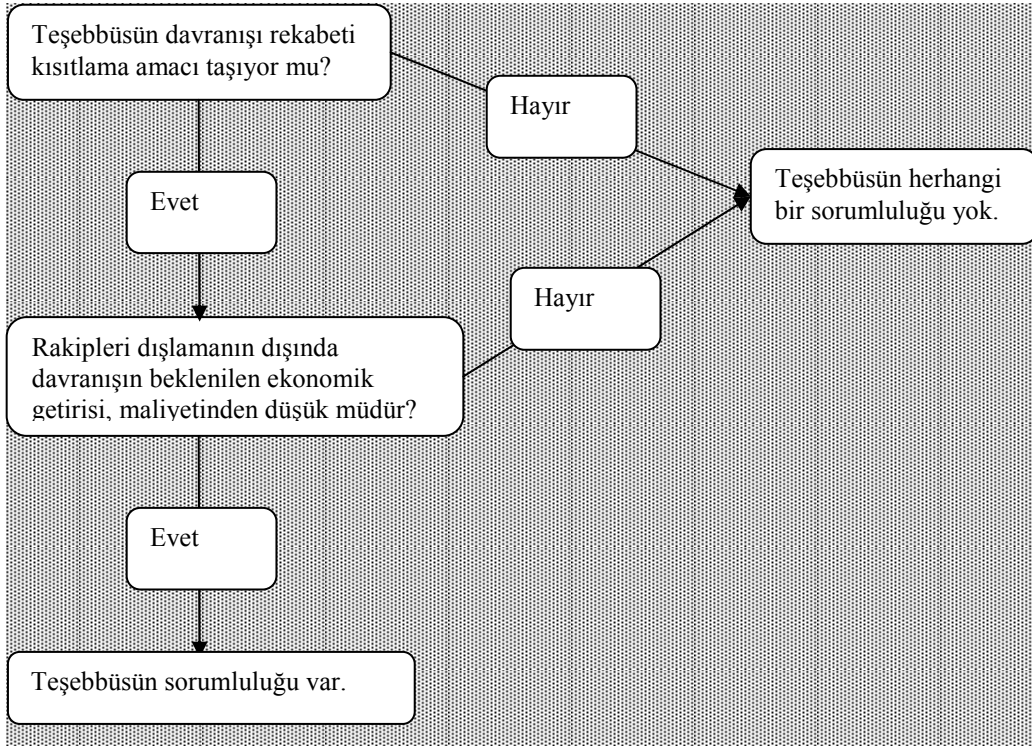 Teşebbüsün davranışı rekabeti
kısıtlama amacı taşıyor mu?
Hayır
Evet
Teşebbüsün herhangi
bir sorumluluğu yok.
Hayır
Rakipleri dışlamanın dışında
davranışın beklenilen ekonomik
getirisi, maliyetinden düşük müdür?
Evet
Teşebbüsün sorumluluğu var.